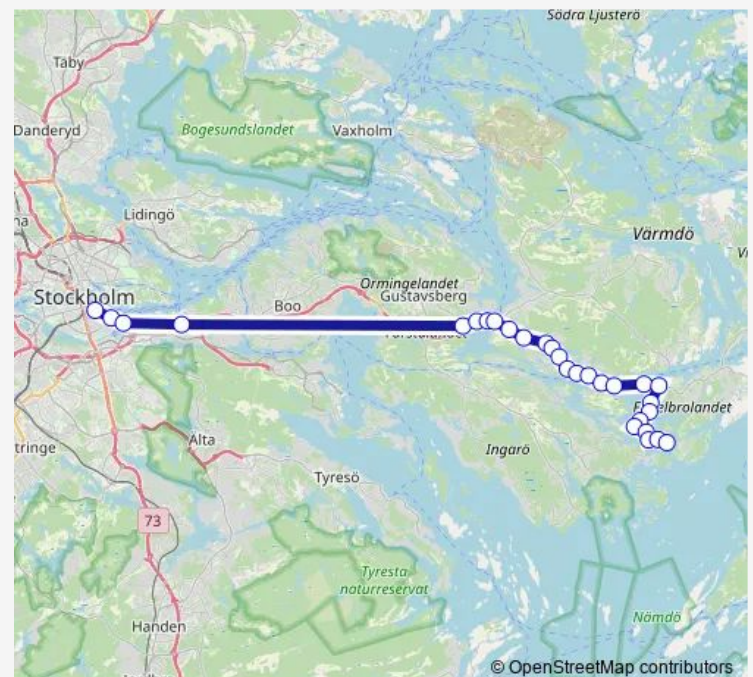 Södra Ljusterö
Täby
Danderyd
Bogesundslandet
Vaxholm
Lidingö
Värmdö
Ormingelandet
Gustavsberg
Stockholm
Boo
Ingarö
Älta
tringe
Tyresö
73
Tyresta
naturreservat
Nämdö
Handen
© OpenStreetMap contributors